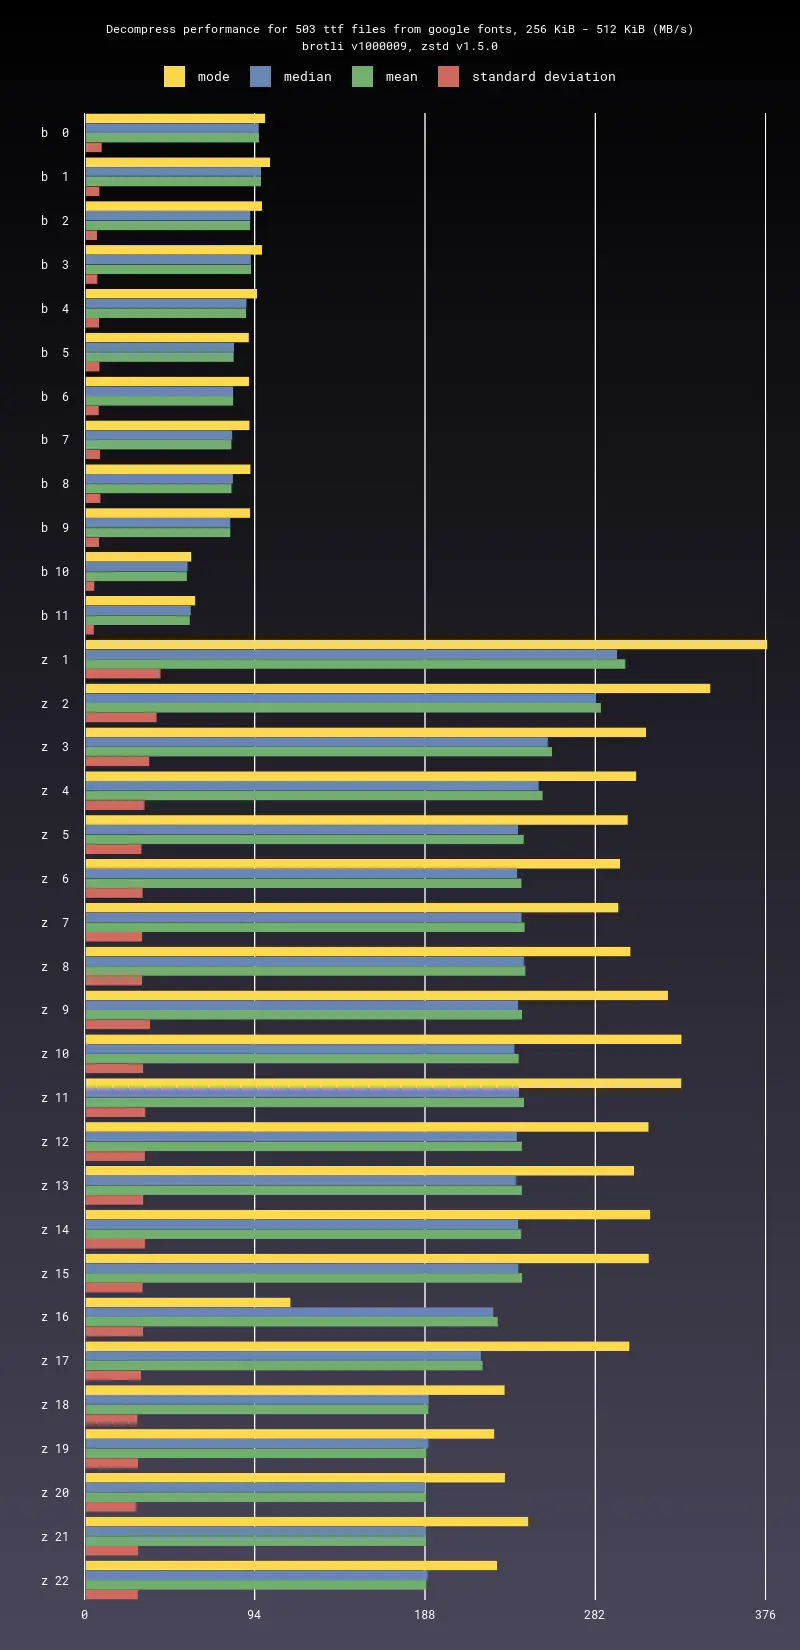 Decompress performance for 503 ttf files from google fonts, 256 KiB - 512 KiB (MB/s)
brotli v1000009, zstd v1.5.0
mode median mean standard deviation
b 0
b 1
b 2
b 3
b 4
b 5
b 6
b 7
b 8
b 9
b 10
b 11
z 1
z 2
z 3
z 4
z 5
z 6
z 7
z 8
z 9
z 10
z 11
z 12
z 13
z 14
z 15
z 16
z 17
z 18
z 19
z 20
z 21
z 22
0 94 188 282 376